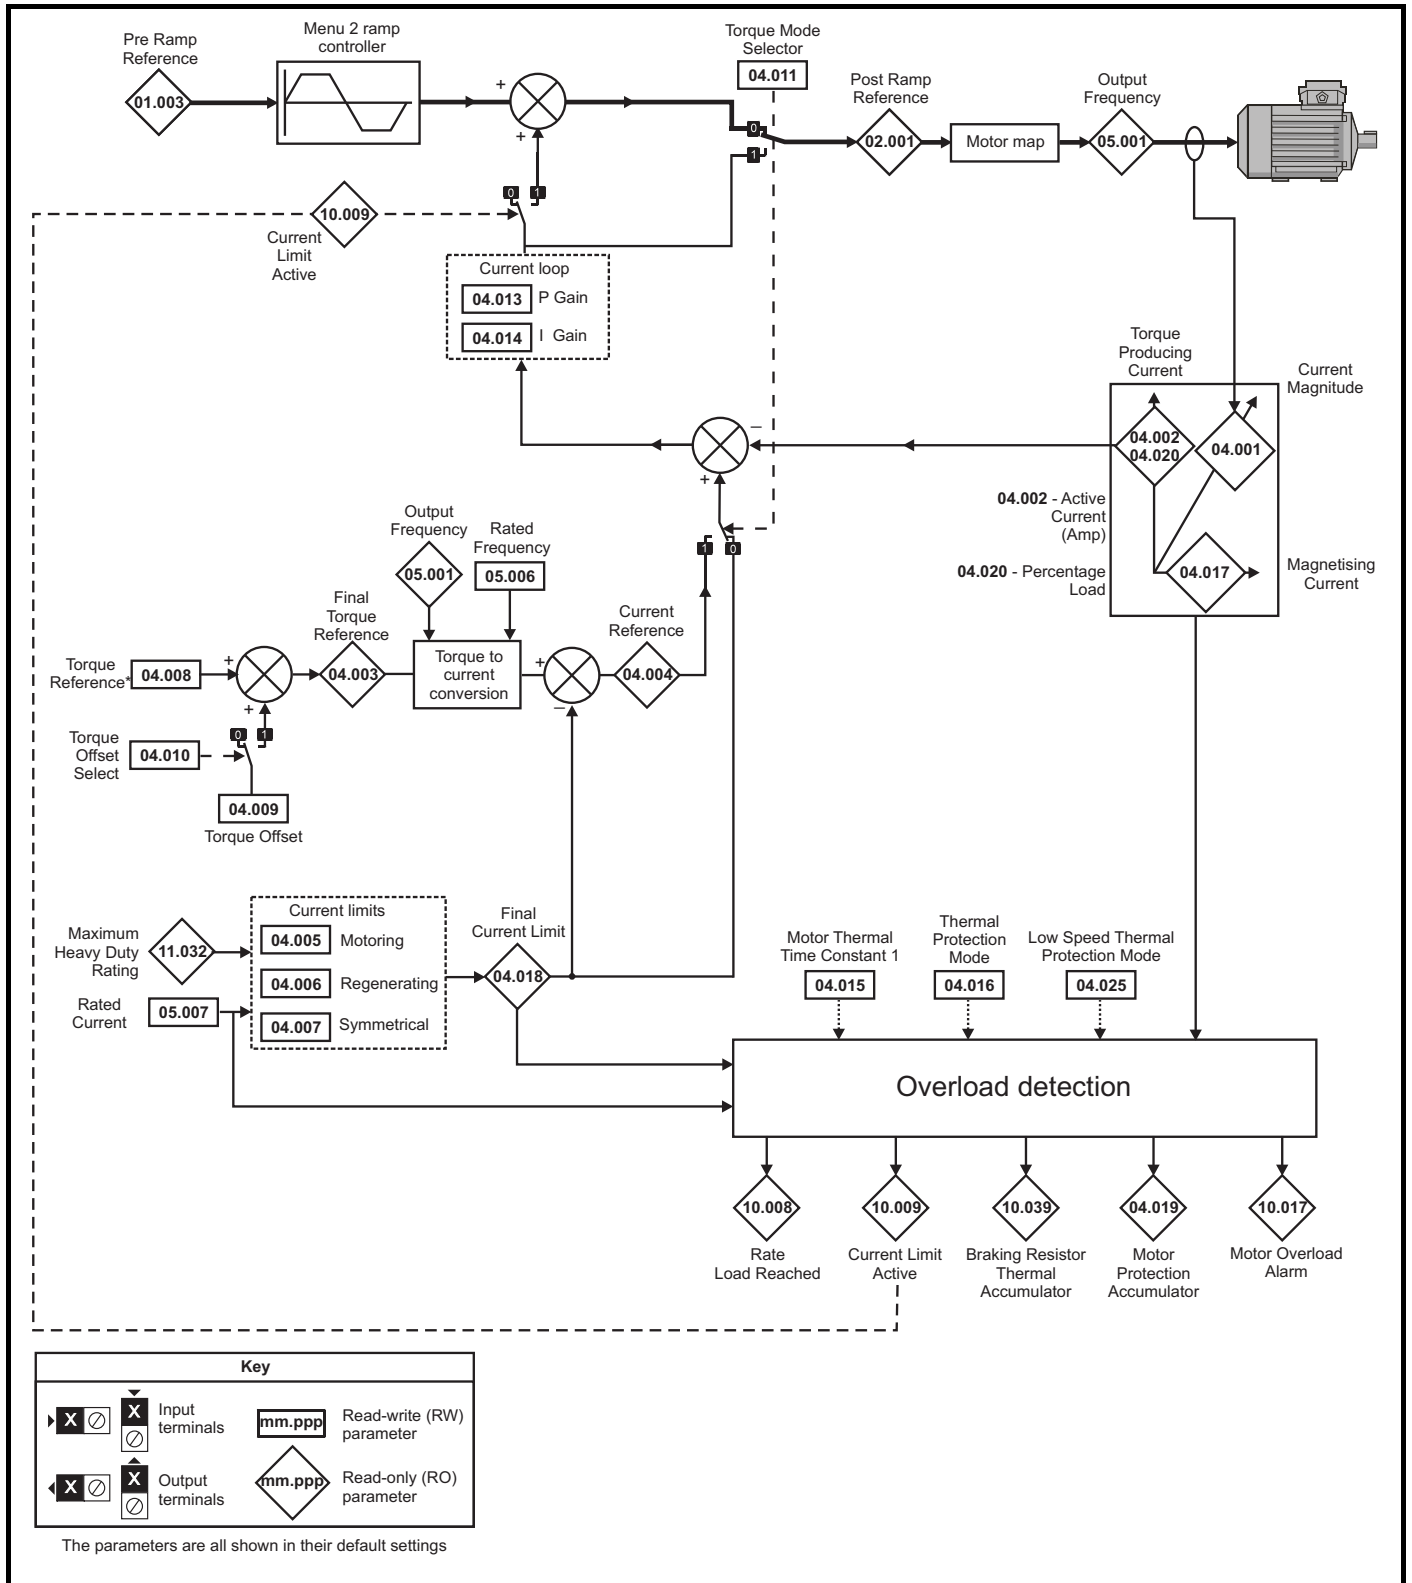 Pre Ramp
Reference
01.003
Menu 2 ramp
controller
+
+
Torque Mode
Selector
04.011
0
1
Post Ramp
Reference
02.001
Motor map
Output
Frequency
05.001
0
1
10.009
Current
Limit
Active
Current loop
04.013 P Gain
04.014 I Gain
Torque
Producing
Current
Current
Magnitude
04.002
04.020
04.001
04.002 - Active
Current
(Amp)
04.020 - Percentage
Load
04.017
Magnetising
Current
–
+
1
0
Output
Frequency
05.001
Rated
Frequency
05.006
Final
Torque
Reference
04.003
Current
Reference
04.004
Torque
Reference*
04.008
+
+
Torque to
current
conversion
+
–
0
1
Torque
Offset
Select
04.010
04.009
Torque Offset
Maximum
Heavy Duty
Rating
11.032
Rated
Current
05.007
Current limits
04.005 Motoring
04.006 Regenerating
04.007 Symmetrical
Final
Current Limit
04.018
Motor Thermal
Time Constant 1
04.015
Thermal
Protection
Mode
04.016
Low Speed Thermal
Protection Mode
04.025
Overload detection
10.008
Rate
Load Reached
10.009
Current Limit
Active
10.039
Braking Resistor
Thermal
Accumulator
04.019
Motor
Protection
Accumulator
10.017
Motor Overload
Alarm
Key
X
X
Input
terminals
mm.ppp
Read-write (RW)
parameter
X
X
Output
terminals
mm.ppp
Read-only (RO)
parameter
The parameters are all shown in their default settings